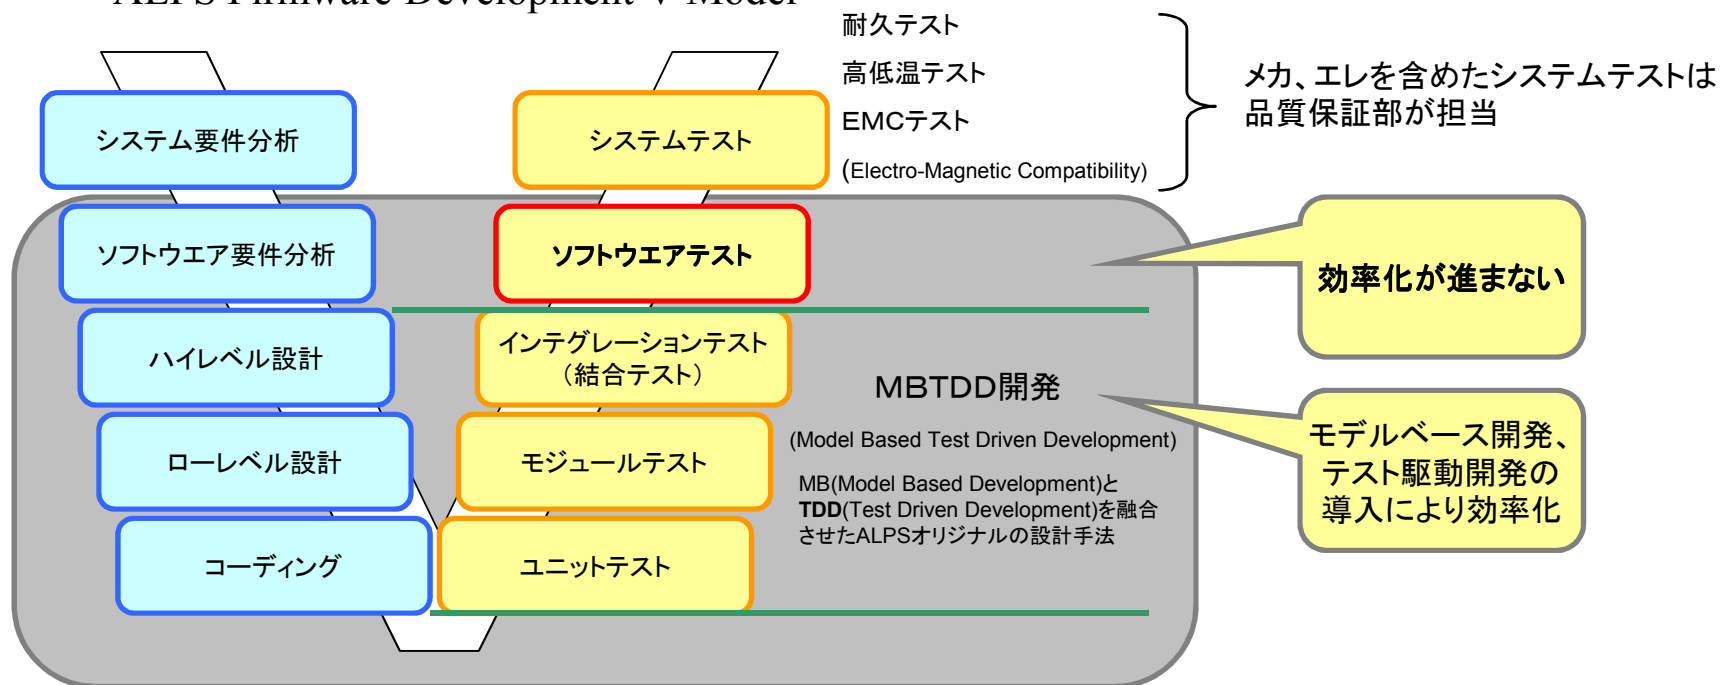 ALPS Firmware Development V Model
耐久テスト
高低温テスト
EMCテスト
(Electro-Magnetic Compatibility)
メカ、エレを含めたシステムテストは
品質保証部が担当
システム要件分析
システムテスト
ソフトウエア要件分析
ソフトウエアテスト
効率化が進まない
ハイレベル設計
インテグレーションテスト
（結合テスト）
MBTDD開発
(Model Based Test Driven Development)
MB(Model Based Development)と
TDD(Test Driven Development)を融合
させたALPSオリジナルの設計手法
モデルベース開発、
テスト駆動開発の
導入により効率化
ローレベル設計
モジュールテスト
コーディング
ユニットテスト